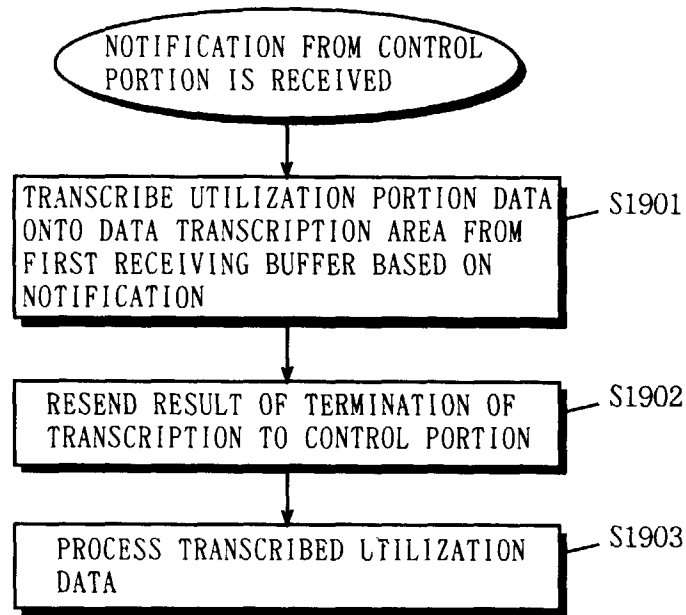 NOTIFICATION FROM CONTROL
PORTION IS RECEIVED
TRANSCRIBE UTILIZATION PORTION DATA
ONTO DATA TRANSCRIPTION AREA FROM
FIRST RECEIVING BUFFER BASED ON
NOTIFICATION
S1901
RESEND RESULT OF TERMINATION OF
TRANSCRIPTION TO CONTROL PORTION
S1902
PROCESS TRANSCRIBED UTILIZATION
DATA
S1903